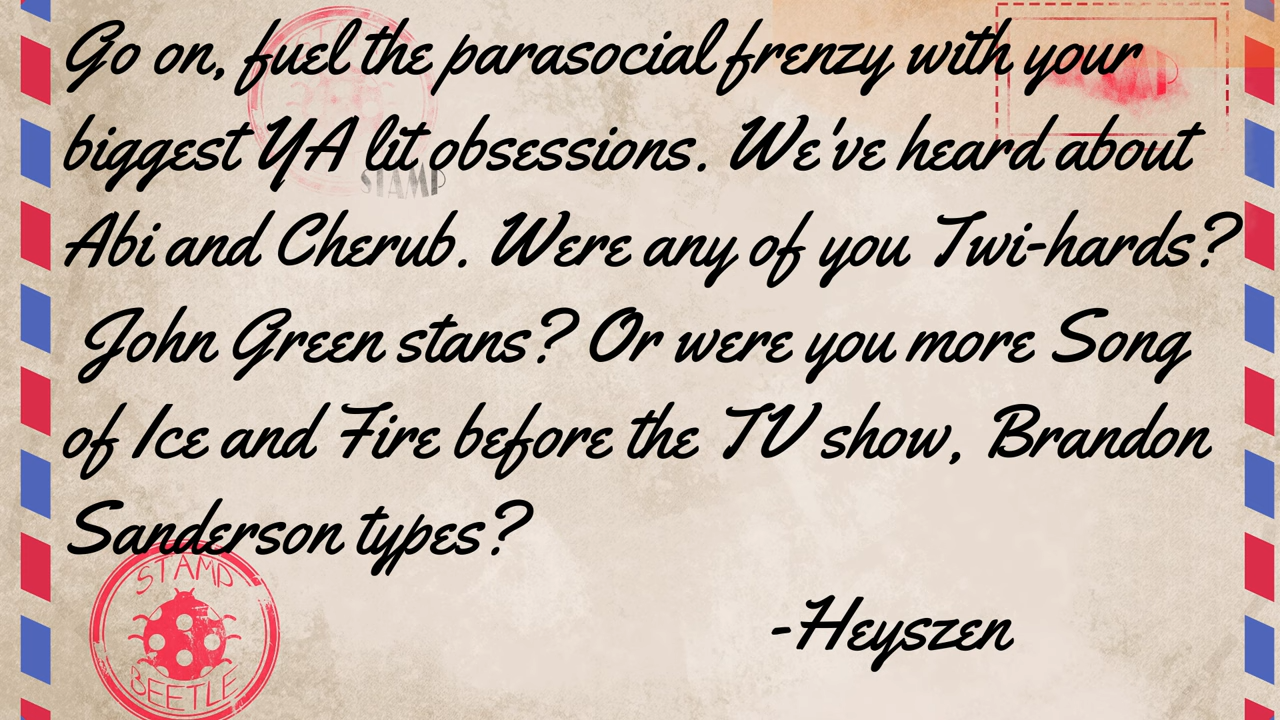 Go on, fuel the parasocial frenzy with your
biggest YA lit obsessions. We've heard about
Abi and Cherub. Were any of you Twi-hards?
John Green stans? Or were you more Song
of Ice and Fire before the TV show, Brandon
Sanderson types?
-Heyszen
STAMP
STAMP
BEETLE